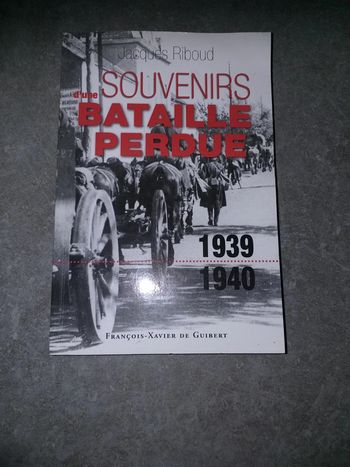 Jacques Riboud
SOUVENIRS
d'une
BATAILLE
PERDUE
1939
1940
François-Xavier de Guibert